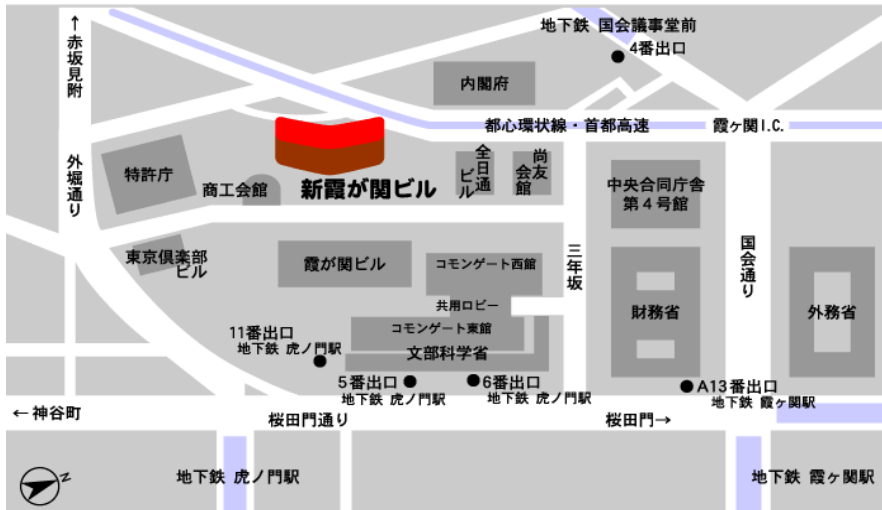 ↑赤坂見附
地下鉄 国会議事堂前
4番出口
内閣府
都心環状線・首都高速
霞ヶ関I.C.
外堀通り
特許庁
商工会館
新霞が関ビル
全日通
ビル
尚友
会館
中央合同庁舎
第4号館
東京倶楽部
ビル
霞が関ビル
コモンゲート西館
三年坂
国会通り
共用ロビー
財務省
外務省
11番出口
地下鉄 虎ノ門駅
コモンゲート東館
文部科学省
5番出口
地下鉄 虎ノ門駅
6番出口
地下鉄 虎ノ門駅
A13番出口
地下鉄 霞ヶ関駅
←神谷町
桜田門通り
桜田門→
地下鉄 虎ノ門駅
地下鉄 霞ヶ関駅
N